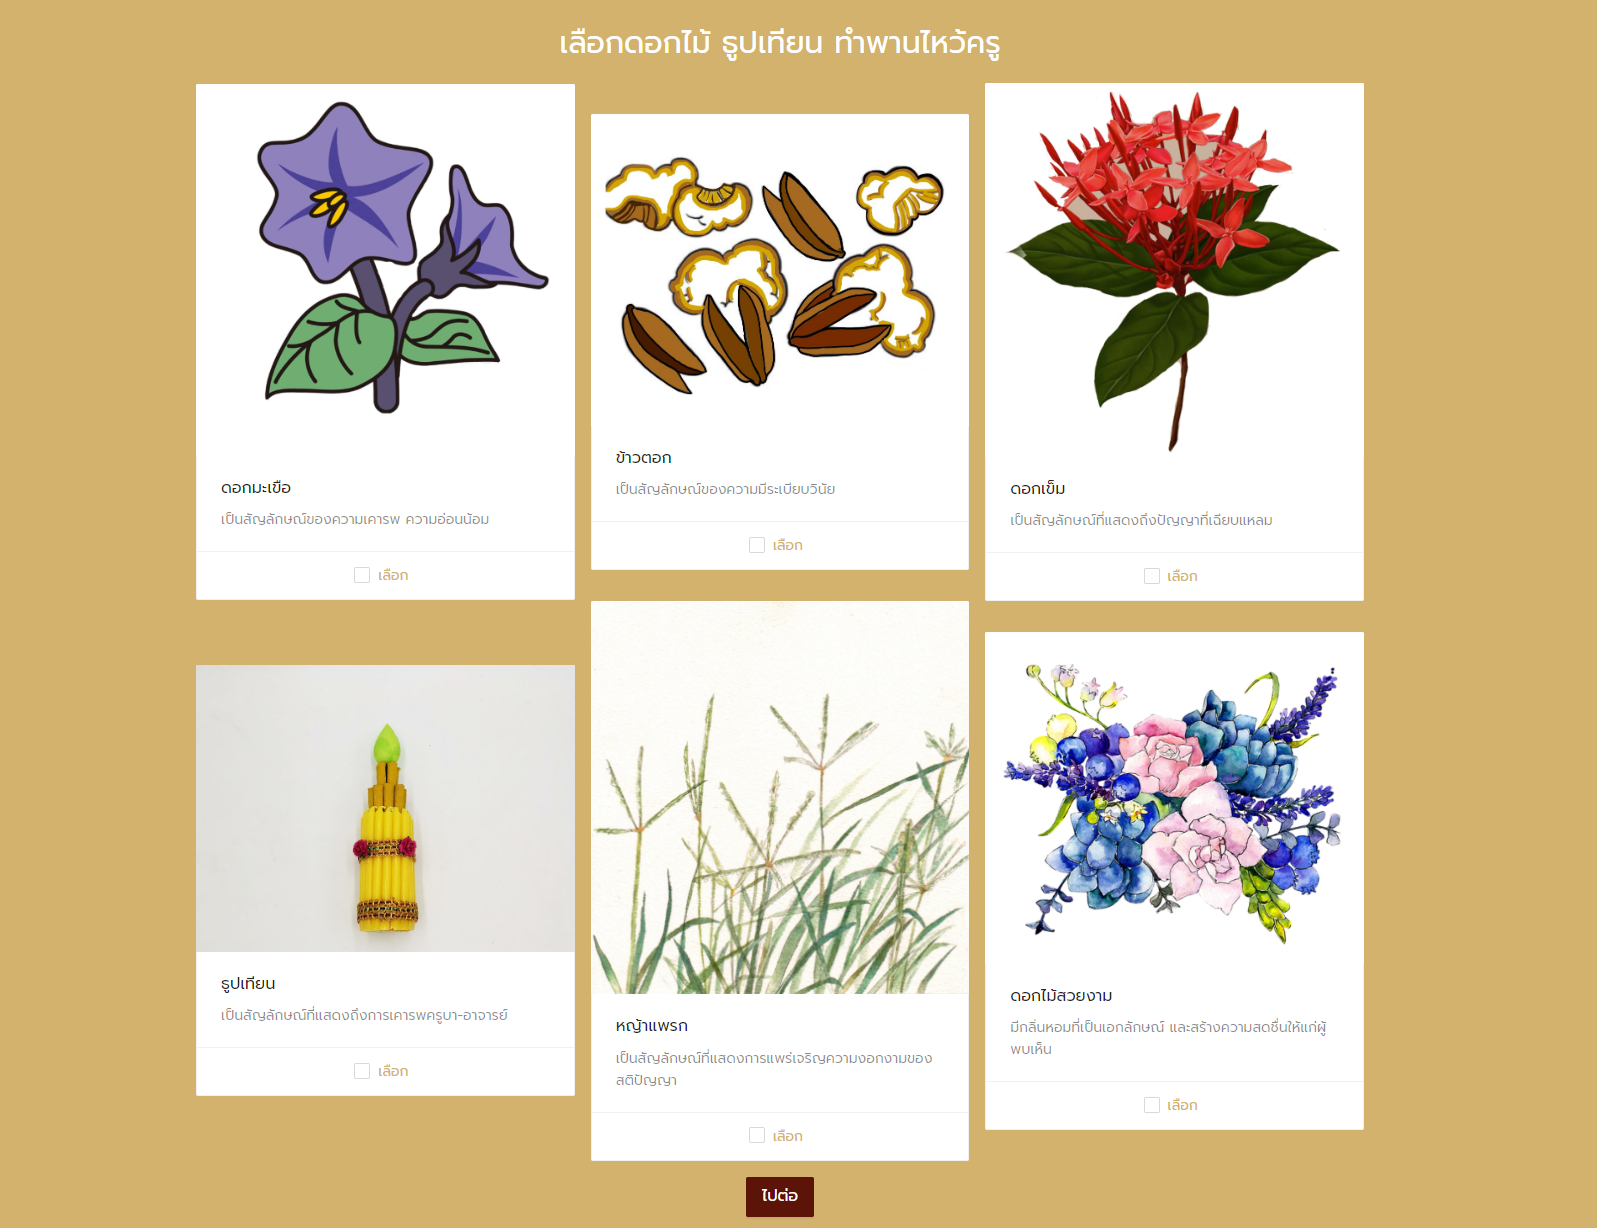 เลือกดอกไม้ ธูปเทียน ทำพานไหว้ครู
ดอกมะเขือ
เป็นสัญลักษณ์ของความเคารพ ความอ่อนน้อม
เลือก
ข้าวตอก
เป็นสัญลักษณ์ของความมีระเบียบวินัย
เลือก
ดอกเข็ม
เป็นสัญลักษณ์ที่แสดงถึงปัญญาที่เฉียบแหลม
เลือก
ธูปเทียน
เป็นสัญลักษณ์ที่แสดงถึงการเคารพครูบา-อาจารย์
เลือก
หญ้าแพรก
เป็นสัญลักษณ์ที่แสดงการแพร่เจริญความงอกงามของ
สติปัญญา
เลือก
ดอกไม้สวยงาม
มีกลิ่นหอมที่เป็นเอกลักษณ์ และสร้างความสดชื่นให้แก่ผู้
พบเห็น
เลือก
ไปต่อ